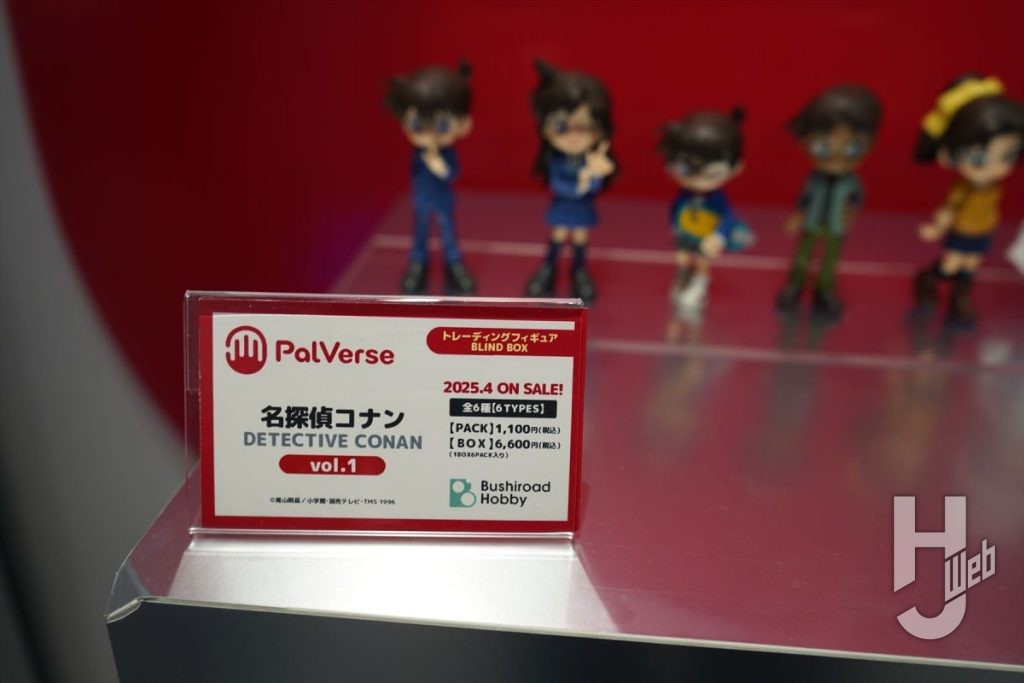 PalVerse
トレーディングフィギュア
BLIND BOX
名探偵コナン
DETECTIVE CONAN
vol.1
2025.4 ON SALE!
全6種【6TYPES】
【PACK】1,100円(税込)
【BOX】6,600円(税込)
(1BOX6PACK入り)
©青山剛昌/小学館・読売テレビ・TMS 1996
Bushiroad
Hobby
HJ Web